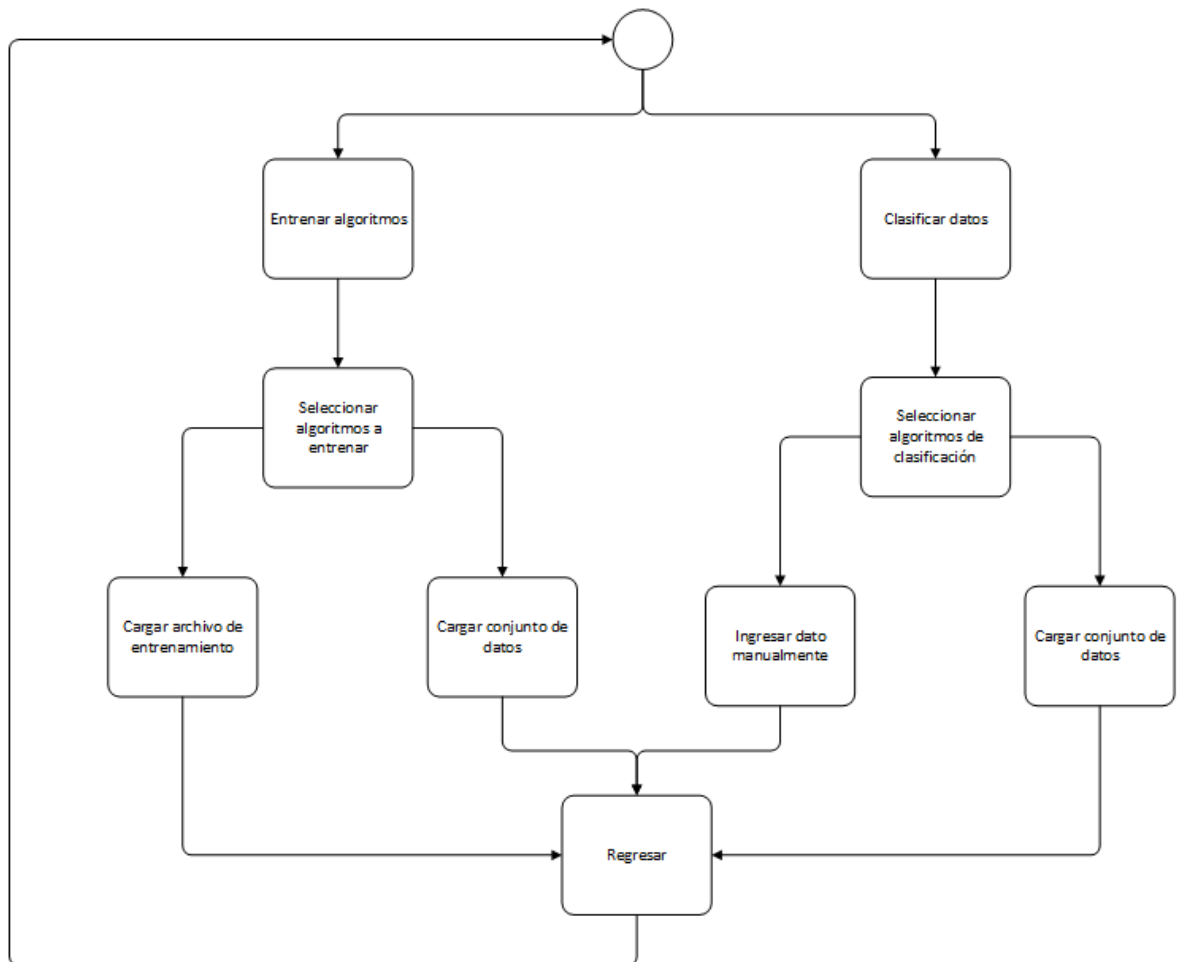 Entrenar algoritmos
Clasificar datos
Seleccionar
algoritmos a
entrenar
Seleccionar
algoritmos de
clasificación
Cargar archivo de
entrenamiento
Cargar conjunto de
datos
Ingresar dato
manualmente
Cargar conjunto de
datos
Regresar